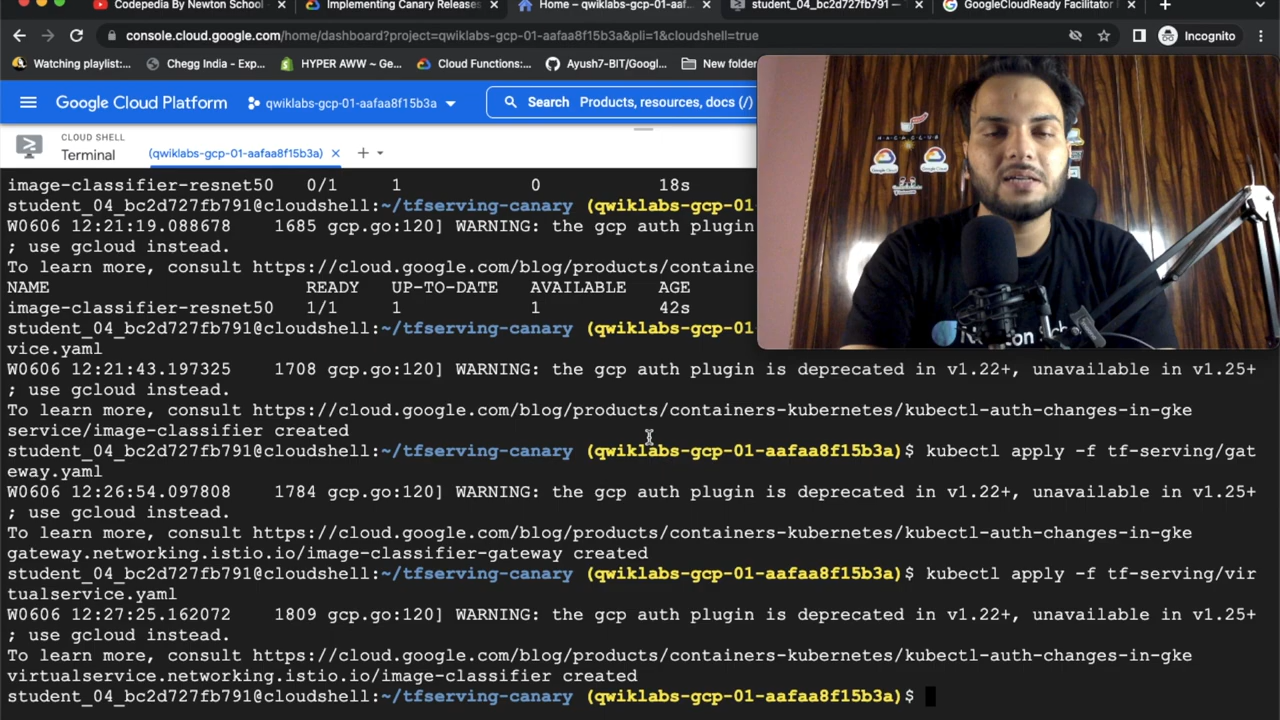 Codepedia By Newton School -
Implementing Canary Releases
Home – qwiklabs-gcp-01-aaf...
student_04_bc2d727fb791 –
GoogleCloudReady Facilitator
console.cloud.google.com/home/dashboard?project=qwiklabs-gcp-01-aafaa8f15b3a&pli=1&cloudshell=true
Incognito
Watching playlist:...
Chegg India - Exp...
HYPER AWW ~ Ge...
Cloud Functions:...
Ayush7-BIT/Googl...
New folder
Google Cloud Platform
qwiklabs-gcp-01-aafaa8f15b3a
Search Products, resources, docs (/)
CLOUD SHELL
Terminal
(qwiklabs-gcp-01-aafaa8f15b3a)
image-classifier-resnet50 0/1 1 0 18s
student_04_bc2d727fb791@cloudshell:~/tfserving-canary (qwiklabs-gcp-01-
W0606 12:21:19.088678 1685 gcp.go:120] WARNING: the gcp auth plugin
; use gcloud instead.
To learn more, consult https://cloud.google.com/blog/products/containe
NAME READY UP-TO-DATE AVAILABLE AGE
image-classifier-resnet50 1/1 1 1 42s
student_04_bc2d727fb791@cloudshell:~/tfserving-canary (qwiklabs-gcp-01-
vice.yaml
W0606 12:21:43.197325 1708 gcp.go:120] WARNING: the gcp auth plugin is deprecated in v1.22+, unavailable in v1.25+
; use gcloud instead.
To learn more, consult https://cloud.google.com/blog/products/containers-kubernetes/kubectl-auth-changes-in-gke
service/image-classifier created
student_04_bc2d727fb791@cloudshell:~/tfserving-canary (qwiklabs-gcp-01-aafaa8f15b3a)$ kubectl apply -f tf-serving/gat
eway.yaml
W0606 12:26:54.097808 1784 gcp.go:120] WARNING: the gcp auth plugin is deprecated in v1.22+, unavailable in v1.25+
; use gcloud instead.
To learn more, consult https://cloud.google.com/blog/products/containers-kubernetes/kubectl-auth-changes-in-gke
gateway.networking.istio.io/image-classifier-gateway created
student_04_bc2d727fb791@cloudshell:~/tfserving-canary (qwiklabs-gcp-01-aafaa8f15b3a)$ kubectl apply -f tf-serving/vir
tualservice.yaml
W0606 12:27:25.162072 1809 gcp.go:120] WARNING: the gcp auth plugin is deprecated in v1.22+, unavailable in v1.25+
; use gcloud instead.
To learn more, consult https://cloud.google.com/blog/products/containers-kubernetes/kubectl-auth-changes-in-gke
virtualservice.networking.istio.io/image-classifier created
student_04_bc2d727fb791@cloudshell:~/tfserving-canary (qwiklabs-gcp-01-aafaa8f15b3a)$